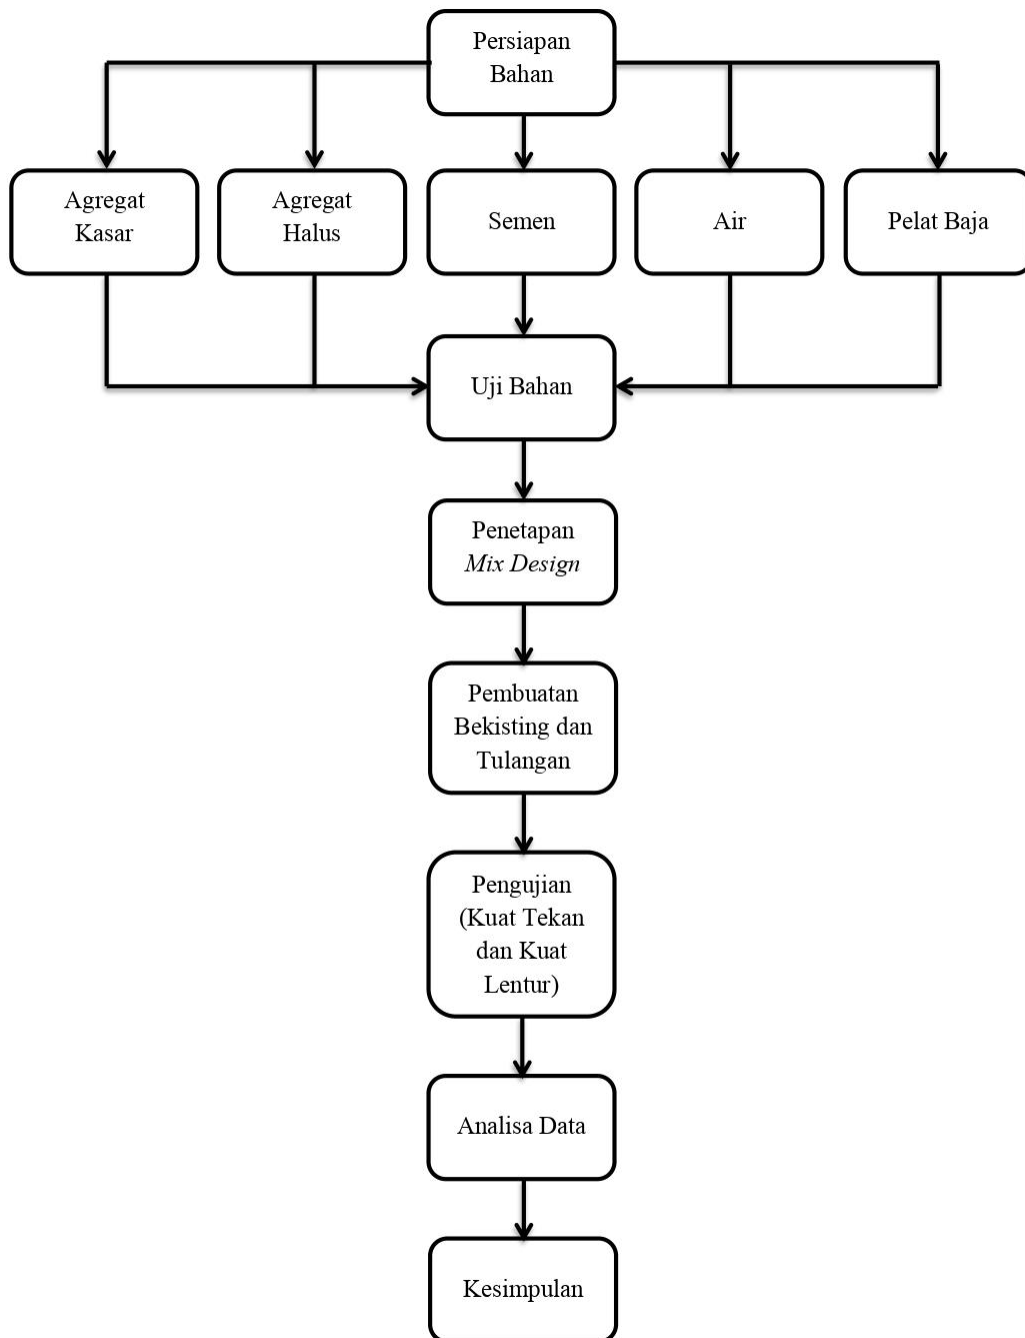 Persiapan
Bahan
Agregat
Kasar
Agregat
Halus
Semen
Air
Pelat Baja
Uji Bahan
Penetapan
Mix Design
Pembuatan
Bekisting dan
Tulangan
Pengujian
(Kuat Tekan
dan Kuat
Lentur)
Analisa Data
Kesimpulan